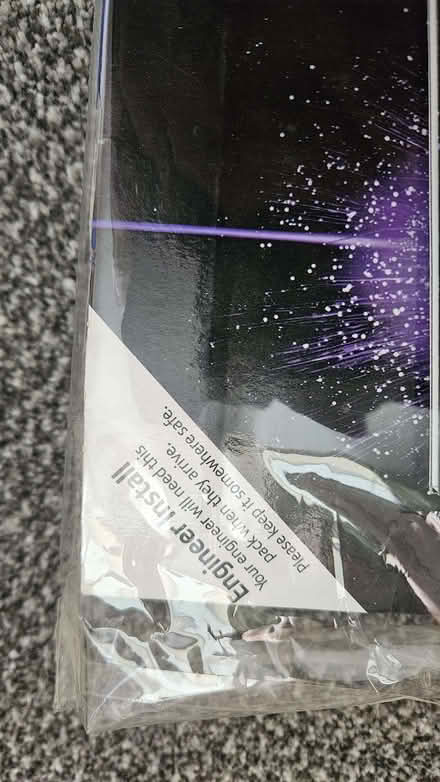 Engineer Install
Your engineer will need this
pack when they arrive.
Please keep it somewhere safe.